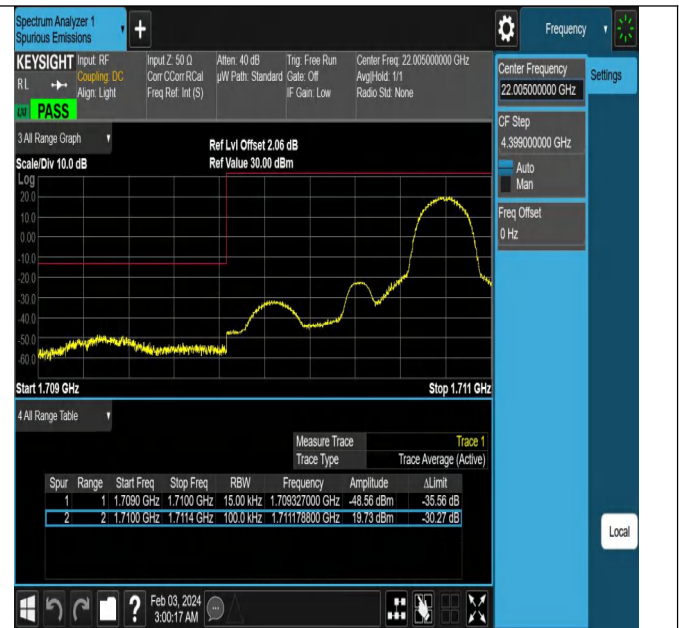 Spectrum Analyzer 1
Spurious Emissions
Frequency
KEYSIGHT
RL
PASS
Input: RF
Coupling: DC
Align: Light
Input Z: 50 Ω
Corr CCorr RCal
Freq Ref: Int (S)
Atten: 40 dB
µW Path: Standard
Trig: Free Run
Gate: Off
IF Gain: Low
Center Freq: 22.005000000 GHz
Avg|Hold: 1/1
Radio Std: None
Center Frequency
22.005000000 GHz
Settings
CF Step
4.399000000 GHz
Auto
Man
Freq Offset
0 Hz
3 All Range Graph
Scale/Div 10.0 dB
Ref Lvl Offset 2.06 dB
Ref Value 30.00 dBm
Log
20.0
10.0
0.00
-10.0
-20.0
-30.0
-40.0
-50.0
-60.0
Start 1.709 GHz
Stop 1.711 GHz
4 All Range Table
Measure Trace Trace 1
Trace Type Trace Average (Active)
Spur Range Start Freq Stop Freq RBW Frequency Amplitude ΔLimit
1 1 1.7090 GHz 1.7100 GHz 15.00 kHz 1.709327000 GHz -48.56 dBm -35.56 dB
2 2 1.7100 GHz 1.7114 GHz 100.0 kHz 1.711178800 GHz 19.73 dBm -30.27 dB
Local
Feb 03, 2024
3:00:17 AM